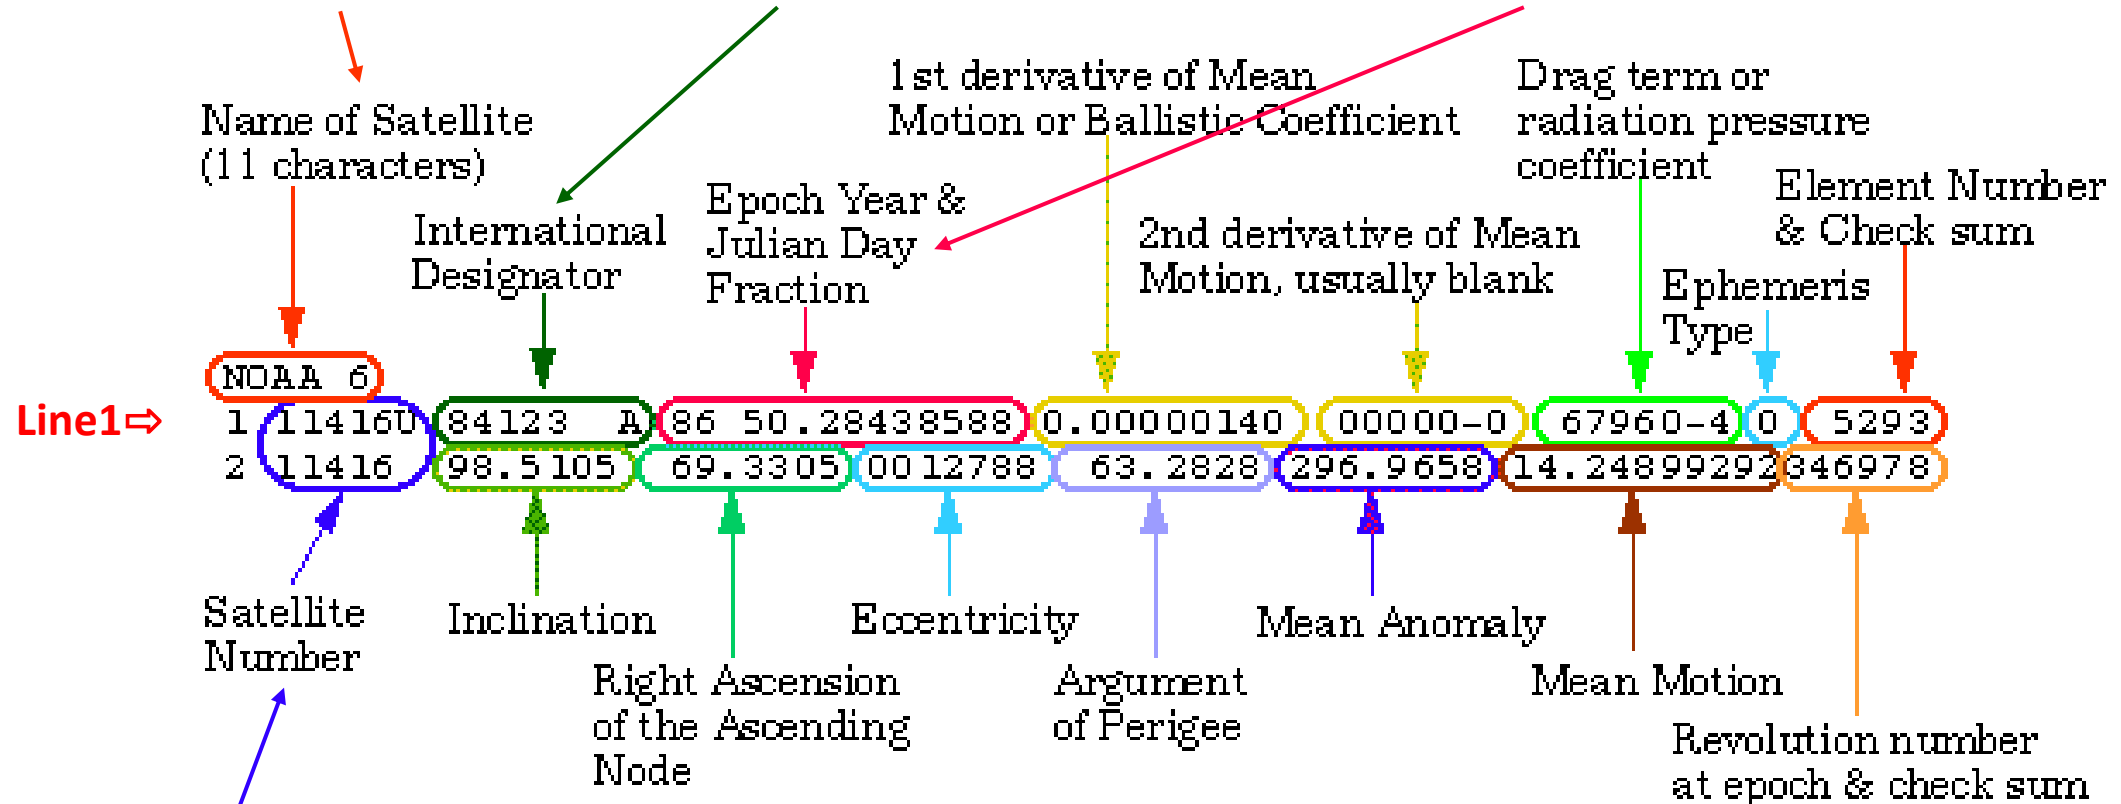 1st derivative of Mean
Motion or Ballistic Coefficient
Drag term or
radiation pressure
coefficient
Name of Satellite
(11 characters)
Element Number
& Check sum
International
Designator
Epoch Year &
Julian Day
Fraction
2nd derivative of Mean
Motion, usually blank
Ephemeris
Type
NOAA 6
Line1⇨
1 11416U 84123 A 86 50.28438588 0.00000140 00000-0 67960-4 0 5293
2 11416 98.5105 69.3305 0012788 63.2828 296.9658 14.24899292346978
Satellite
Number
Inclination
Eccentricity
Mean Anomaly
Right Ascension
of the Ascending
Node
Argument
of Perigee
Mean Motion
Revolution number
at epoch & check sum